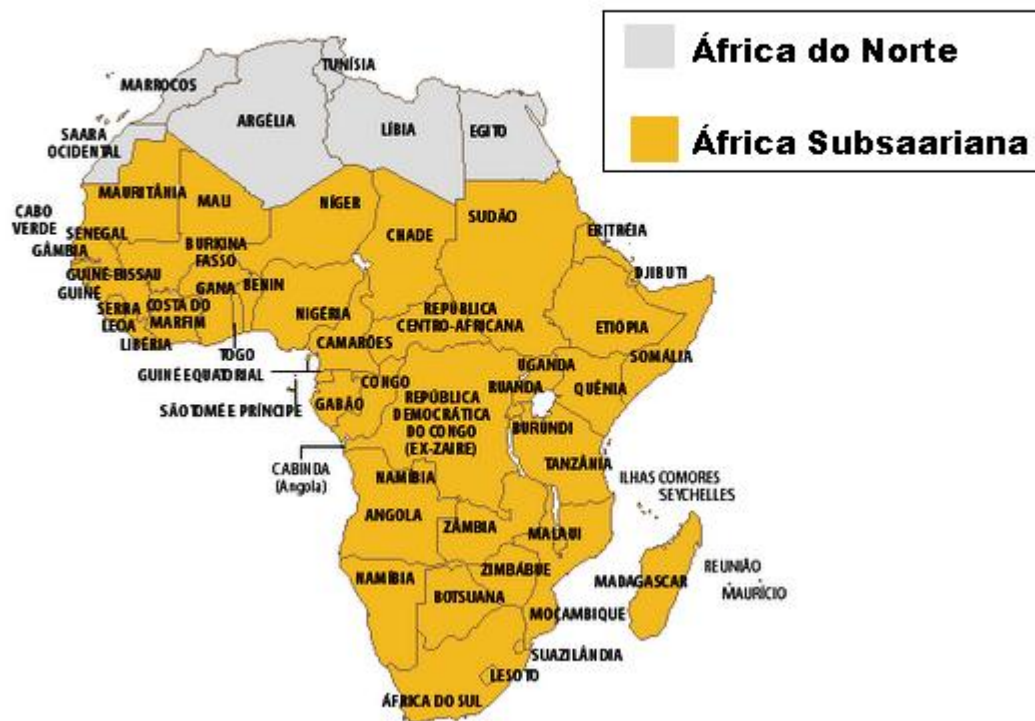 África do Norte
África Subsaariana
TUNÍSIA
MARROCOS
ARGÉLIA
LÍBIA
EGITO
SAARA
OCIDENTAL
MAURITÂNIA
MALI
NÍGER
CHADE
SUDÃO
CABO
VERDE
SENEGAL
GÂMBIA
BURKINA
FASSO
ERITRÉIA
DJIBUTI
GUINÉ-BISSAU
GUINÉ
GANA
BENIN
SERRA
LEOA
COSTA DO
MARFIM
NIGÉRIA
REPÚBLICA
CENTRO-AFRICANA
ETIÓPIA
LIBÉRIA
CAMARÕES
SOMÁLIA
TOGO
GUINÉ EQUATORIAL
UGANDA
CONGO
RUANDA
QUÊNIA
SÃO TOMÉ E PRÍNCIPE
GABÃO
REPÚBLICA
DEMOCRÁTICA
DO CONGO
(EX-ZAIRE)
BURUNDI
TANZÂNIA
CABINDA
(Angola)
NAMÍBIA
ILHAS COMORES
SEYCHELLES
ANGOLA
ZÂMBIA
MALAUI
ZIMBÁBUE
NAMÍBIA
BOTSUANA
MADAGASCAR
REUNIÃO
MAURÍCIO
MOÇAMBIQUE
SUAZILÂNDIA
LESOTO
ÁFRICA DO SUL